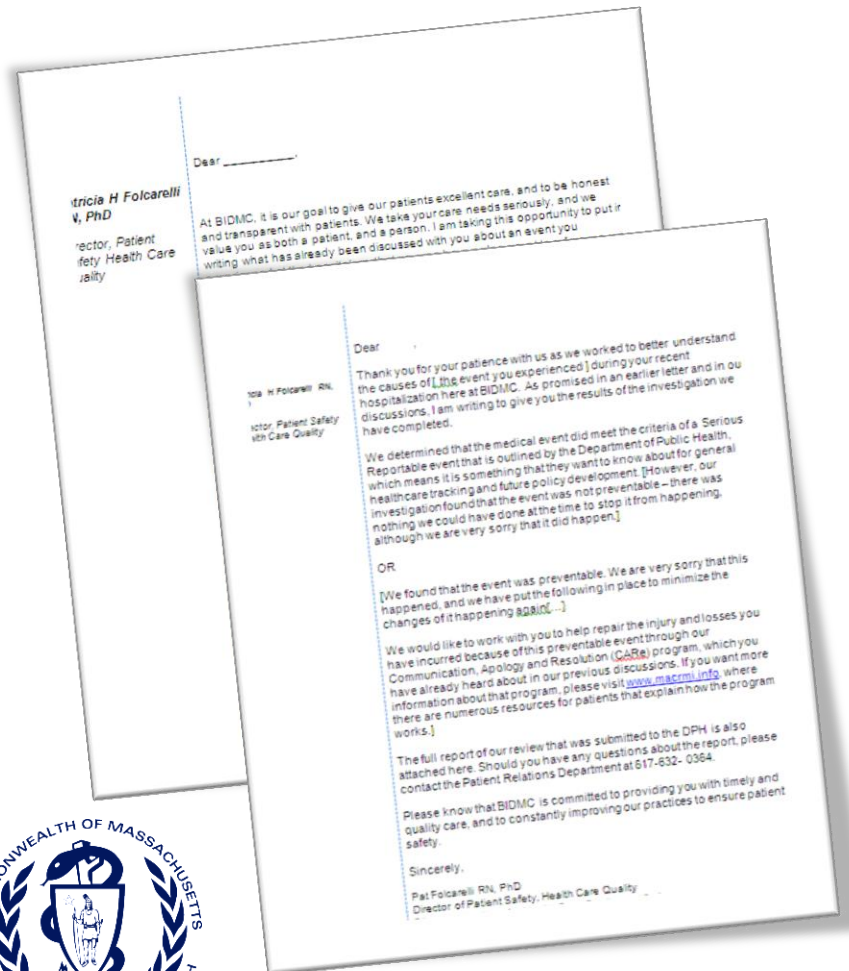 Dear __________,
tricia H Folcarelli
N, PhD
rector, Patient
fety Health Care
uality
At BIDMC, it is our goal to give our patients excellent care, and to be honest
and transparent with patients. We take your care needs seriously, and we
value you as both a patient, and a person. I am taking this opportunity to put ir
writing what has already been discussed with you about an event you
Dear ,
ncia H Folcarelli RN,
ector, Patient Safety
alth Care Quality
Thank you for your patience with us as we worked to better understand
the causes of [ the event you experienced ] during your recent
hospitalization here at BIDMC. As promised in an earlier letter and in ou
discussions, I am writing to give you the results of the investigation we
have completed.
We determined that the medical event did meet the criteria of a Serious
Reportable event that is outlined by the Department of Public Health,
which means it is something that they want to know about for general
healthcare tracking and future policy development. [However, our
investigation found that the event was not preventable – there was
nothing we could have done at the time to stop it from happening,
although we are very sorry that it did happen.]
OR
[We found that the event was preventable. We are very sorry that this
happened, and we have put the following in place to minimize the
changes of it happening again[…]
We would like to work with you to help repair the injury and losses you
have incurred because of this preventable event through our
Communication, Apology and Resolution (CARe) program, which you
have already heard about in our previous discussions. If you want more
information about that program, please visit www.macrmi.info, where
there are numerous resources for patients that explain how the program
works.]
The full report of our review that was submitted to the DPH is also
attached here. Should you have any questions about the report, please
contact the Patient Relations Department at 617-632- 0364.
Please know that BIDMC is committed to providing you with timely and
quality care, and to constantly improving our practices to ensure patient
safety.
Sincerely,
Pat Folcarelli RN, PhD
Director of Patient Safety, Health Care Quality
ONWEALTH OF MASSACHUSETTS